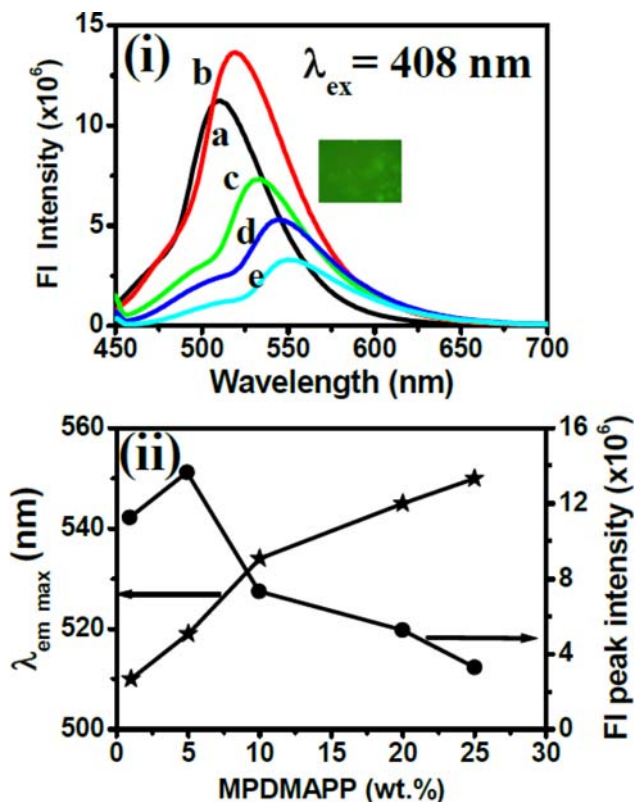 (i)
λex = 408 nm
15
10
5
0
FI Intensity (x10⁶)
b
a
c
d
e
450 500 550 600 650 700
Wavelength (nm)
(ii)
560
540
520
500
λem max (nm)
16
12
8
4
0
FI peak intensity (x10⁶)
0 5 10 15 20 25 30
MPDMAPP (wt.%)